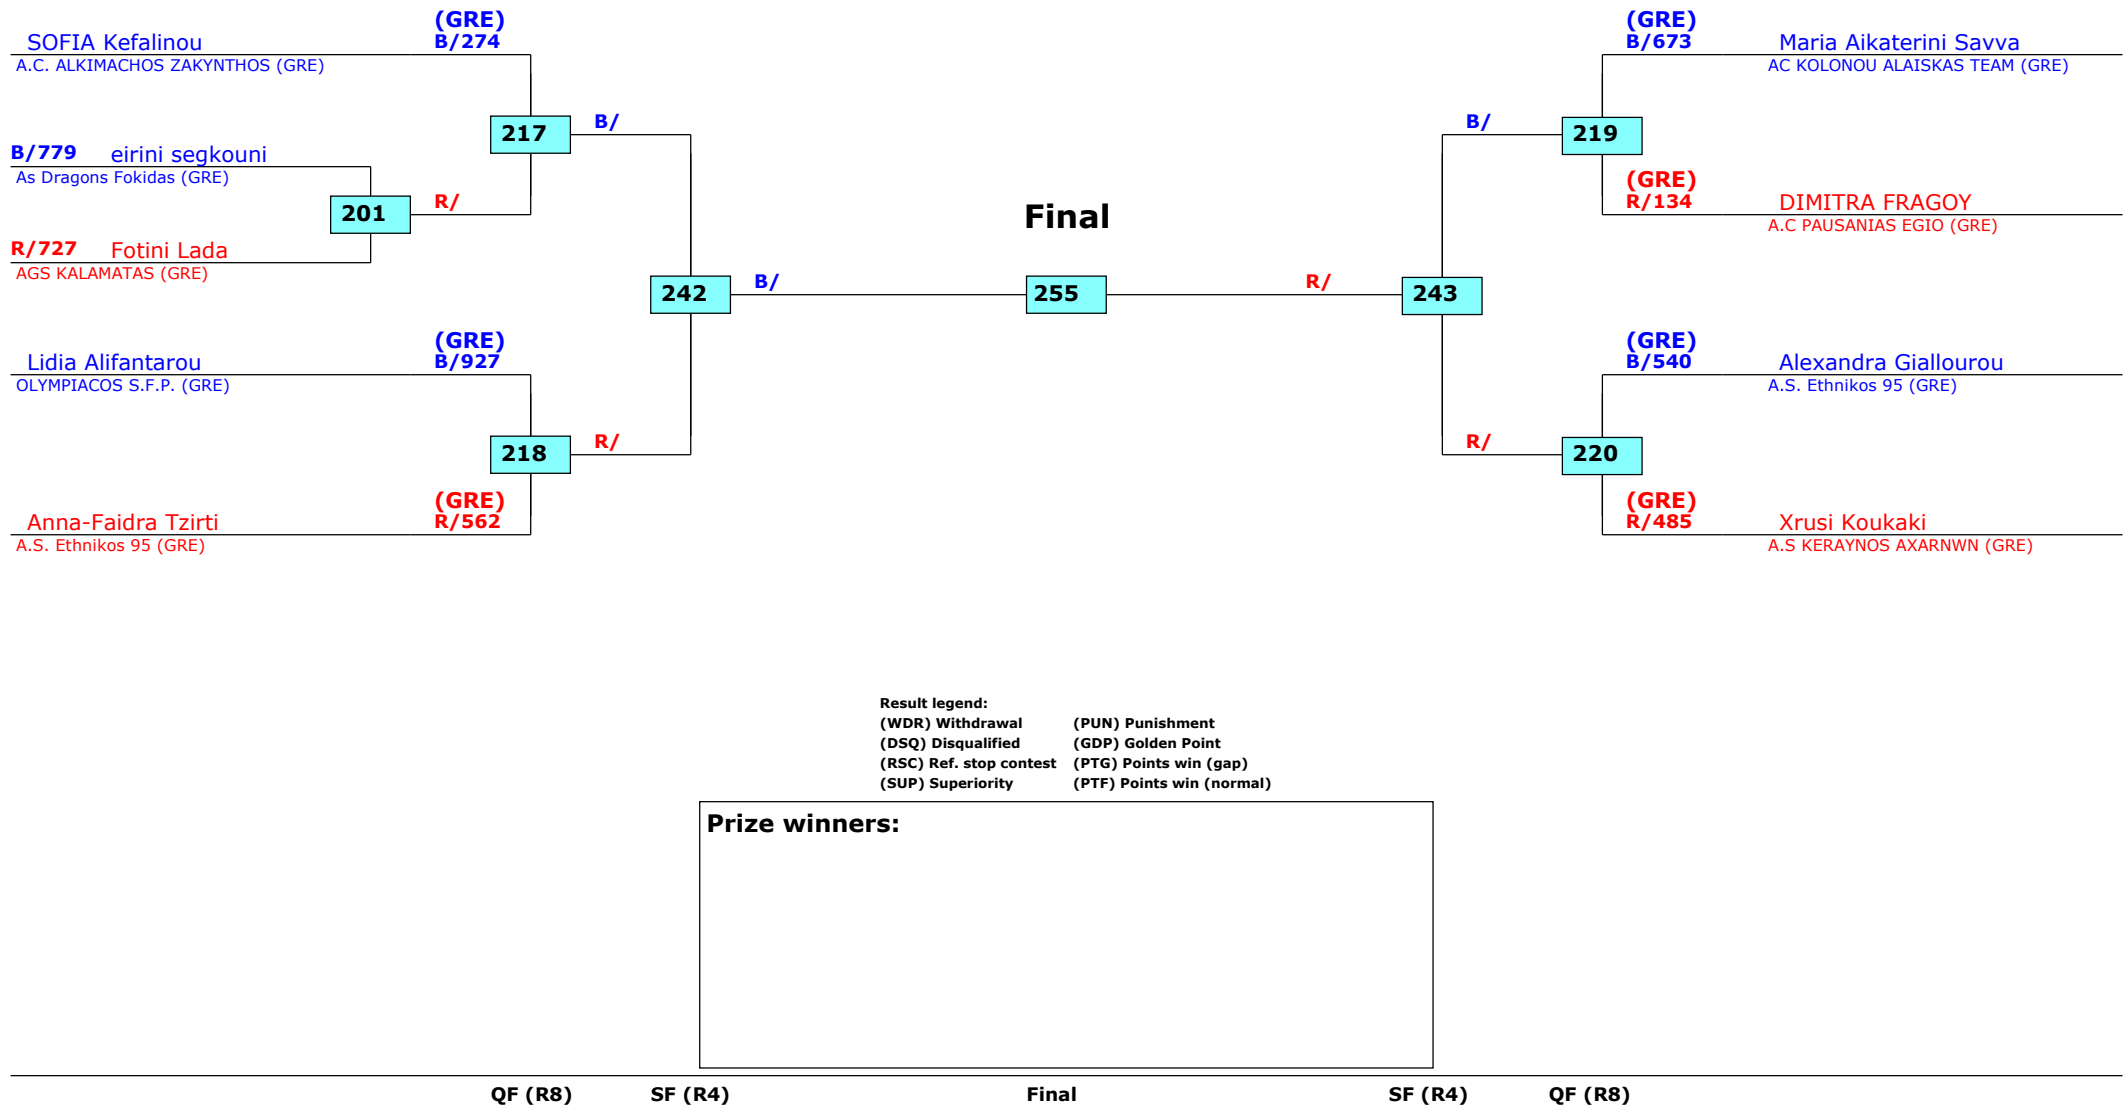 (GRE)
SOFIA Kefalinou B/274
A.C. ALKIMACHOS ZAKYNTHOS (GRE)
217
B/
B/779 eirini segkouni
As Dragons Fokidas (GRE)
201
R/
R/727 Fotini Lada
AGS KALAMATAS (GRE)
242
B/
(GRE)
Lidia Alifantarou B/927
OLYMPIACOS S.F.P. (GRE)
218
R/
(GRE)
Anna-Faidra Tzirti R/562
A.S. Ethnikos 95 (GRE)
Final
255
(GRE)
B/673 Maria Aikaterini Savva
AC KOLONOU ALAISKAS TEAM (GRE)
B/
219
(GRE)
R/134 DIMITRA FRAGOY
A.C PAUSANIAS EGIO (GRE)
R/
243
(GRE)
B/540 Alexandra Giallourou
A.S. Ethnikos 95 (GRE)
R/
220
(GRE)
R/485 Xrusi Koukaki
A.S KERAYNOS AXARNWN (GRE)
Result legend:
(WDR) Withdrawal (PUN) Punishment
(DSQ) Disqualified (GDP) Golden Point
(RSC) Ref. stop contest (PTG) Points win (gap)
(SUP) Superiority (PTF) Points win (normal)
Prize winners:
QF (R8) SF (R4) Final SF (R4) QF (R8)